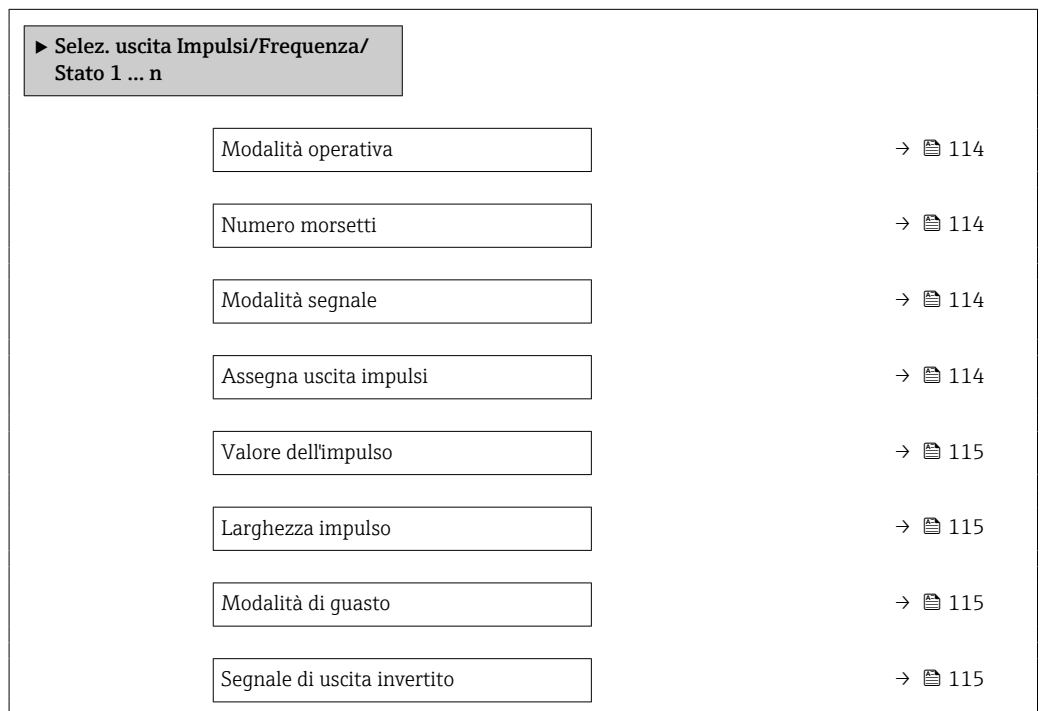 ▶ Selez. uscita Impulsi/Frequenza/
Stato 1 ... n
Modalità operativa → 114
Numero morsetti → 114
Modalità segnale → 114
Assegna uscita impulsi → 114
Valore dell'impulso → 115
Larghezza impulso → 115
Modalità di guasto → 115
Segnale di uscita invertito → 115